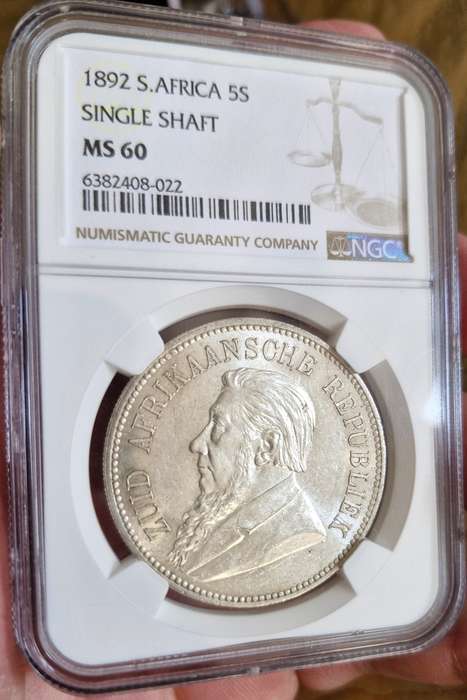 1892 S.AFRICA 5S
SINGLE SHAFT
MS 60
6382408-022
NUMISMATIC GUARANTY COMPANY
NGC
ZUID AFRIKAANSCHE REPUBLIEK